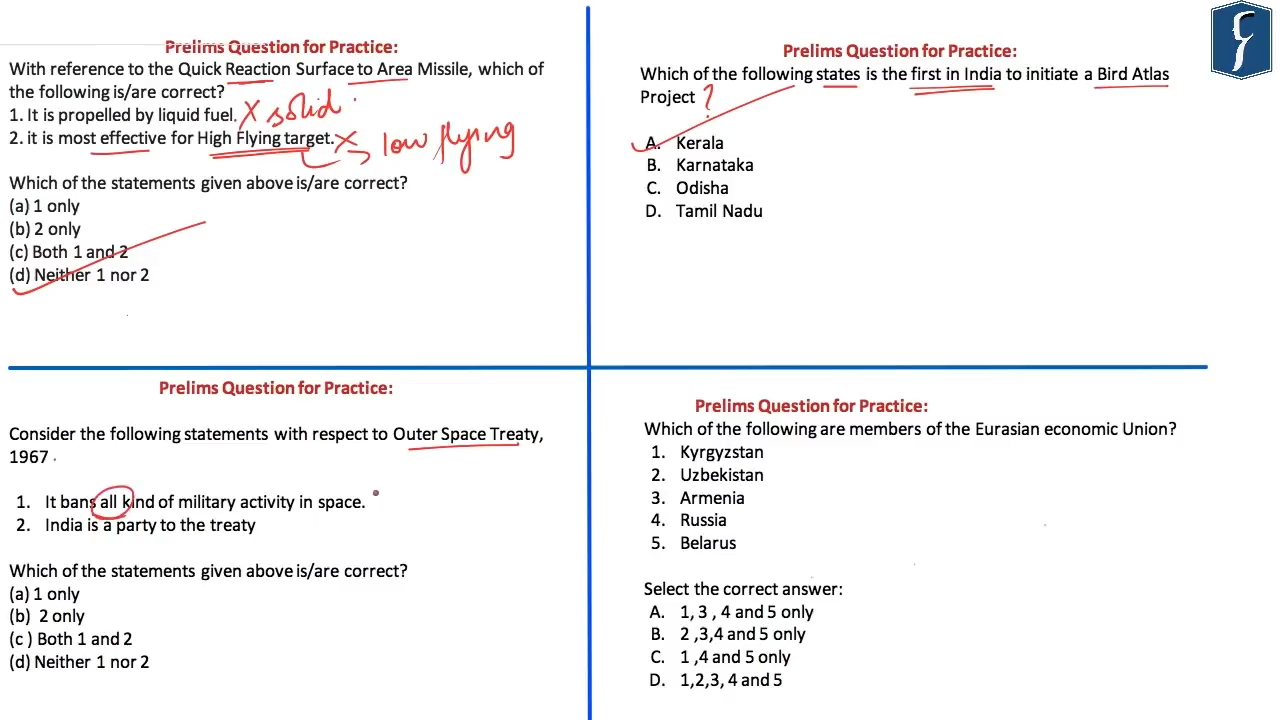 Prelims Question for Practice:
With reference to the Quick Reaction Surface to Area Missile, which of
the following is/are correct?
1. It is propelled by liquid fuel. X solid.
2. it is most effective for High Flying target. X low flying
Which of the statements given above is/are correct?
(a) 1 only
(b) 2 only
(c) Both 1 and 2
(d) Neither 1 nor 2
Prelims Question for Practice:
Which of the following states is the first in India to initiate a Bird Atlas
Project ?
A. Kerala
B. Karnataka
C. Odisha
D. Tamil Nadu
Prelims Question for Practice:
Consider the following statements with respect to Outer Space Treaty,
1967 .
1. It bans all kind of military activity in space.
2. India is a party to the treaty
Which of the statements given above is/are correct?
(a) 1 only
(b) 2 only
(c ) Both 1 and 2
(d) Neither 1 nor 2
Prelims Question for Practice:
Which of the following are members of the Eurasian economic Union?
1. Kyrgyzstan
2. Uzbekistan
3. Armenia
4. Russia
5. Belarus
Select the correct answer:
A. 1, 3 , 4 and 5 only
B. 2 ,3,4 and 5 only
C. 1 ,4 and 5 only
D. 1,2,3, 4 and 5